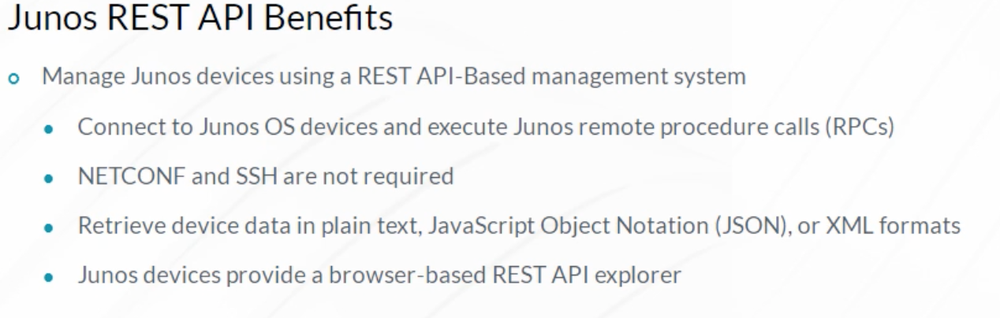 Junos REST API Benefits
Manage Junos devices using a REST API-Based management system
Connect to Junos OS devices and execute Junos remote procedure calls (RPCs)
NETCONF and SSH are not required
Retrieve device data in plain text, JavaScript Object Notation (JSON), or XML formats
Junos devices provide a browser-based REST API explorer